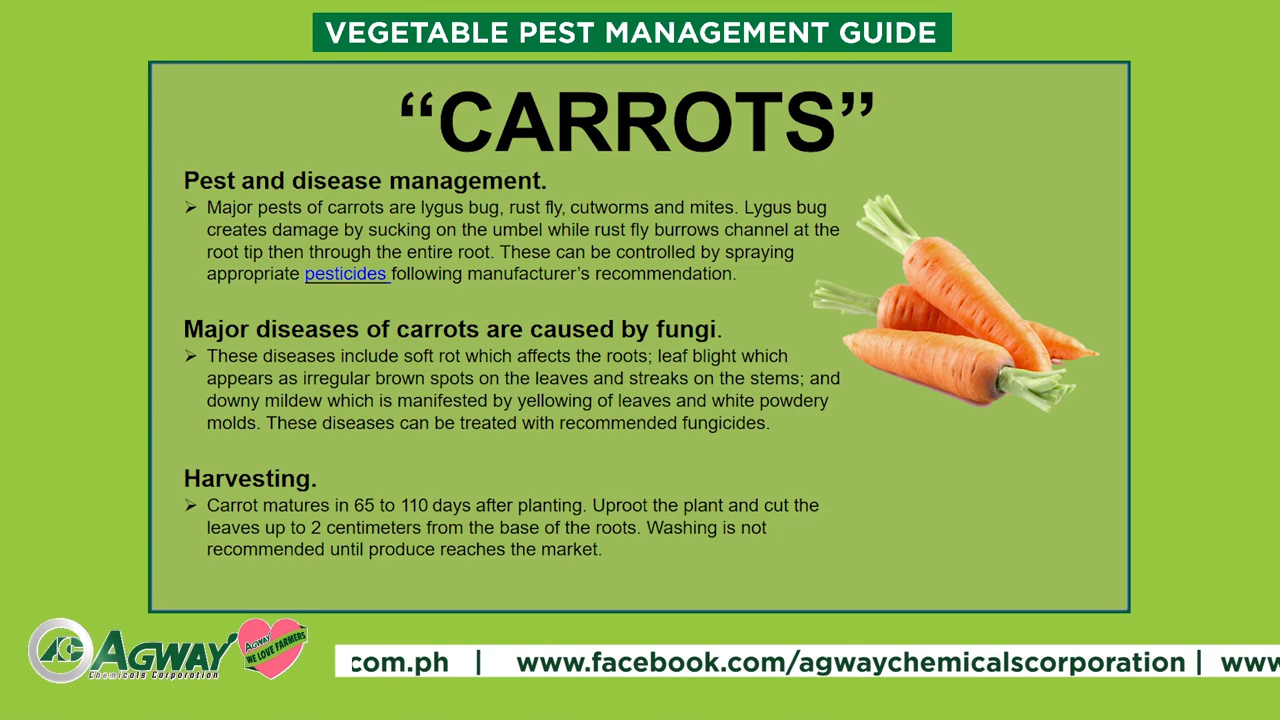 VEGETABLE PEST MANAGEMENT GUIDE
“CARROTS”
Pest and disease management.
➢ Major pests of carrots are lygus bug, rust fly, cutworms and mites. Lygus bug
creates damage by sucking on the umbel while rust fly burrows channel at the
root tip then through the entire root. These can be controlled by spraying
appropriate pesticides following manufacturer’s recommendation.
Major diseases of carrots are caused by fungi.
➢ These diseases include soft rot which affects the roots; leaf blight which
appears as irregular brown spots on the leaves and streaks on the stems; and
downy mildew which is manifested by yellowing of leaves and white powdery
molds. These diseases can be treated with recommended fungicides.
Harvesting.
➢ Carrot matures in 65 to 110 days after planting. Uproot the plant and cut the
leaves up to 2 centimeters from the base of the roots. Washing is not
recommended until produce reaches the market.
AC AGWAY
Chemicals Corporation
AGWAY
WE LOVE FARMERS
com.ph | www.facebook.com/agwaychemicalscorporation | www